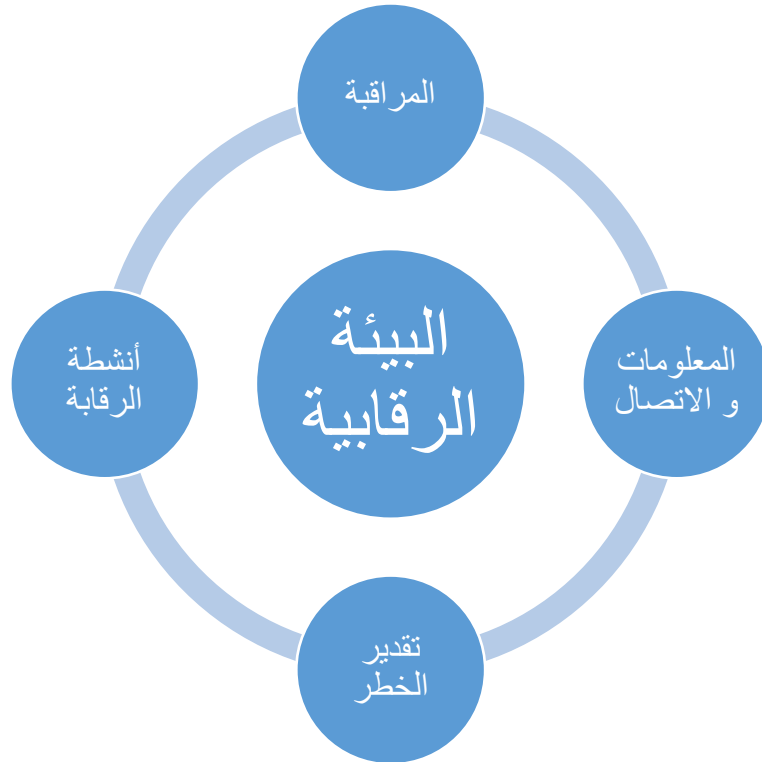 المراقبة
البيئة
الرقابية
المعلومات
و الاتصال
تقدير
الخطر
أنشطة
الرقابة